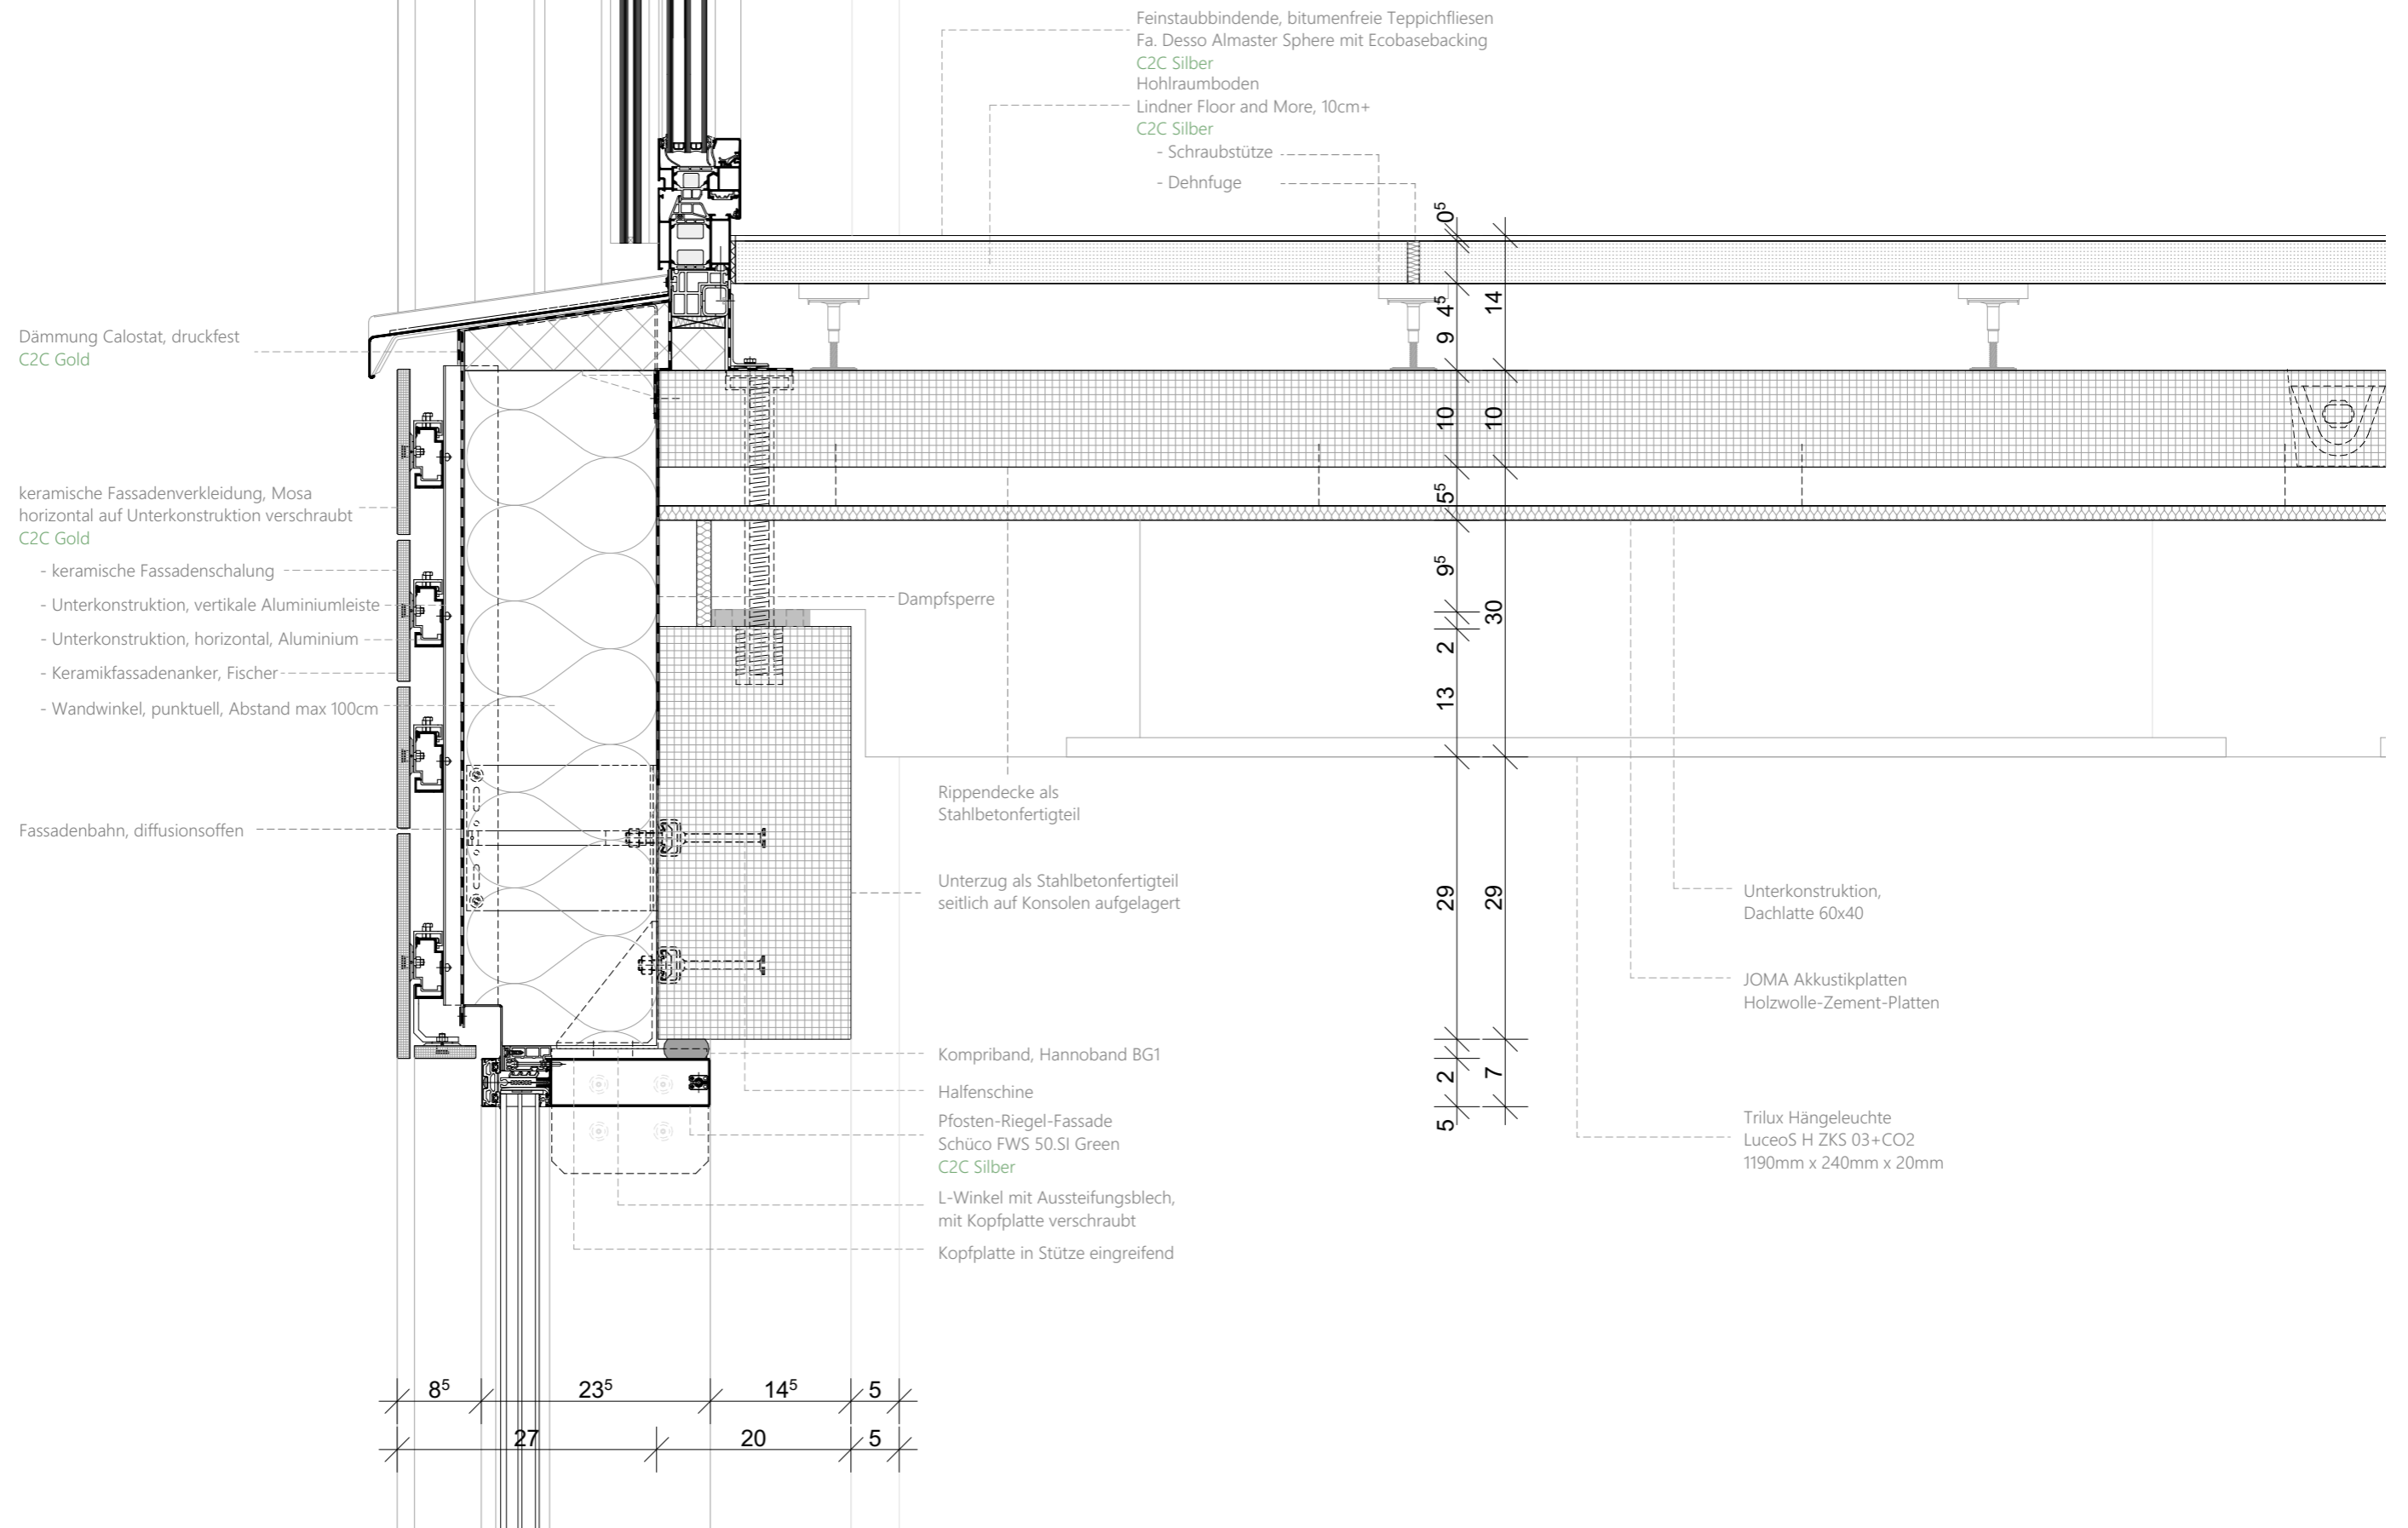 Feinstaubbindende, bitumenfreie Teppichfliesen
Fa. Desso Almaster Sphere mit Ecobasebacking
C2C Silber
Hohlraumboden
Lindner Floor and More, 10cm+
C2C Silber
- Schraubstütze
- Dehnfuge
Dämmung Calostat, druckfest
C2C Gold
keramische Fassadenverkleidung, Mosa
horizontal auf Unterkonstruktion verschraubt
C2C Gold
- keramische Fassadenschalung
- Unterkonstruktion, vertikale Aluminiumleiste
- Unterkonstruktion, horizontal, Aluminium
- Keramikfassadenanker, Fischer
- Wandwinkel, punktuell, Abstand max 100cm
Fassadenbahn, diffusionsoffen
Dampfsperre
Rippendecke als
Stahlbetonfertigteil
Unterzug als Stahlbetonfertigteil
seitlich auf Konsolen aufgelagert
Kompriband, Hannoband BG1
Halfenschine
Pfosten-Riegel-Fassade
Schüco FWS 50.SI Green
C2C Silber
L-Winkel mit Aussteifungsblech,
mit Kopfplatte verschraubt
Kopfplatte in Stütze eingreifend
0⁵
4⁵
9
10
5⁵
9⁵
2
13
29
2
5
14
10
30
29
7
Unterkonstruktion,
Dachlatte 60x40
JOMA Akkustikplatten
Holzwolle-Zement-Platten
Trilux Hängeleuchte
LuceoS H ZKS 03+CO2
1190mm x 240mm x 20mm
8⁵ 23⁵ 14⁵ 5
27 20 5